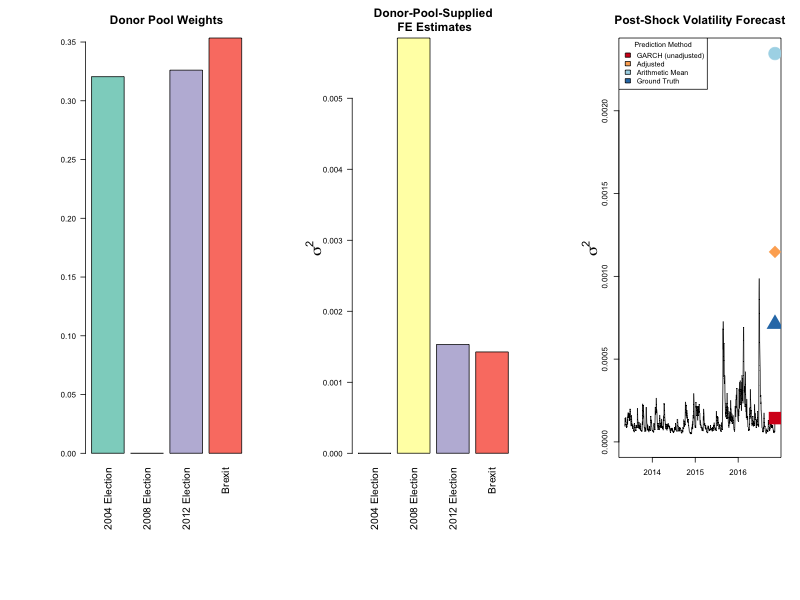 Donor Pool Weights
0.35
0.30
0.25
0.20
0.15
0.10
0.05
0.00
2004 Election
2008 Election
2012 Election
Brexit
Donor-Pool-Supplied
FE Estimates
σ²
0.005
0.004
0.003
0.002
0.001
0.000
2004 Election
2008 Election
2012 Election
Brexit
Post-Shock Volatility Forecast
Prediction Method
GARCH (unadjusted)
Adjusted
Arithmetic Mean
Ground Truth
σ²
0.0020
0.0015
0.0010
0.0005
0.0000
2014
2015
2016